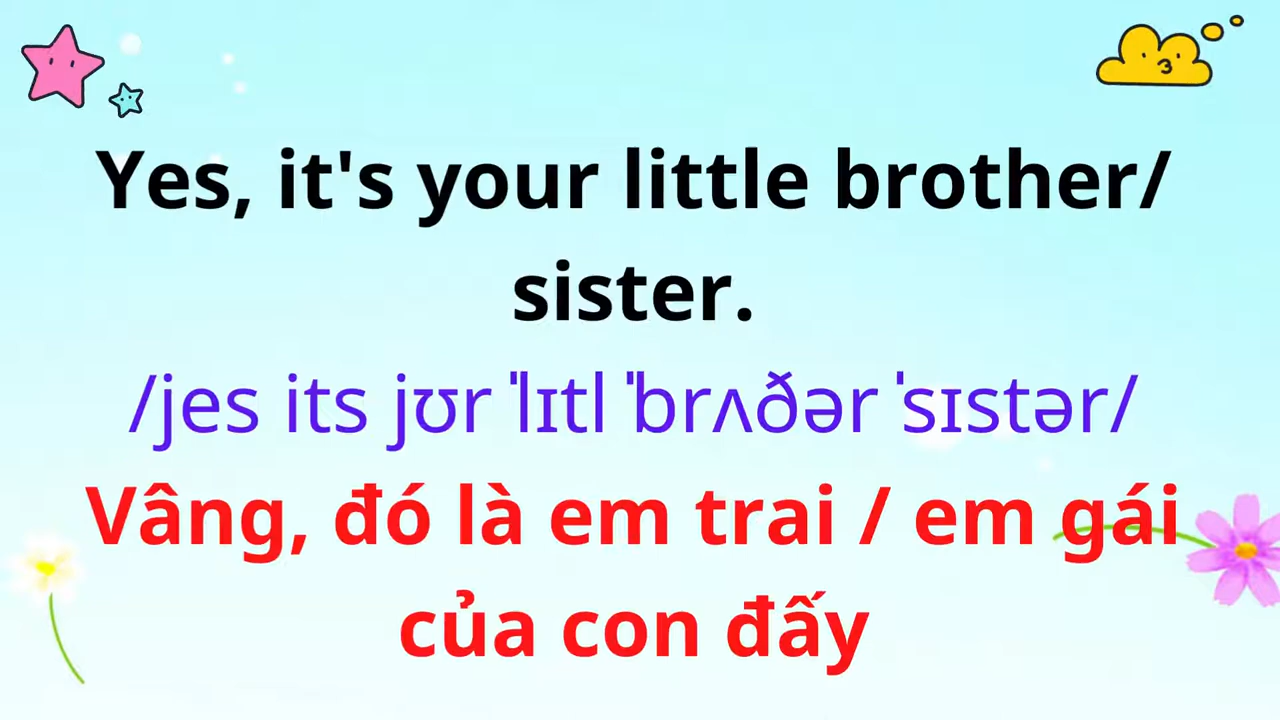 Yes, it's your little brother/
sister.
/jes its jʊr ˈlɪtl ˈbrʌðər ˈsɪstər/
Vâng, đó là em trai / em gái
của con đấy